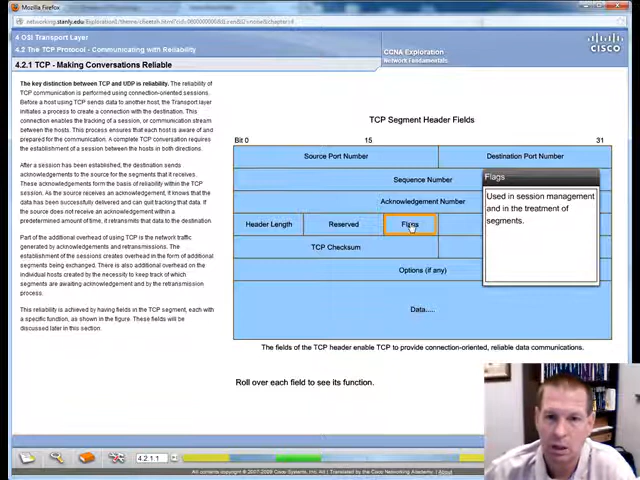 Mozilla Firefox
4 OSI Transport Layer
4.2 The TCP Protocol - Communicating with Reliability
CCNA Exploration
Network Fundamentals
CISCO
4.2.1 TCP - Making Conversations Reliable
The key distinction between TCP and UDP is reliability. The reliability of
TCP communication is performed using connection-oriented sessions.
Before a host using TCP sends data to another host, the Transport layer
initiates a process to create a connection with the destination. This
connection enables the tracking of a session, or communication stream
between the hosts. This process ensures that each host is aware of and
prepared for the communication. A complete TCP conversation requires
the establishment of a session between the hosts in both directions.
After a session has been established, the destination sends
acknowledgements to the source for the segments that it receives.
These acknowledgements form the basis of reliability within the TCP
session. As the source receives an acknowledgement, it knows that the
data has been successfully delivered and can quit tracking that data. If
the source does not receive an acknowledgement within a
predetermined amount of time, it retransmits that data to the destination.
Part of the additional overhead of using TCP is the network traffic
generated by acknowledgements and retransmissions. The
establishment of the sessions creates overhead in the form of additional
segments being exchanged. There is also additional overhead on the
individual hosts created by the necessity to keep track of which
segments are awaiting acknowledgement and by the retransmission
process.
This reliability is achieved by having fields in the TCP segment, each with
a specific function, as shown in the figure. These fields will be
discussed later in this section.
TCP Segment Header Fields
Bit 0
15
31
Source Port Number
Destination Port Number
Sequence Number
Acknowledgement Number
Header Length
Reserved
Flags
TCP Checksum
Options (if any)
Data.....
Flags
Used in session management
and in the treatment of
segments.
The fields of the TCP header enable TCP to provide connection-oriented, reliable data communications.
Roll over each field to see its function.
4.2.1.1
All contents copyright © 2007-2009 Cisco Systems, Inc. All | Translated by the Cisco Networking Academy. | About